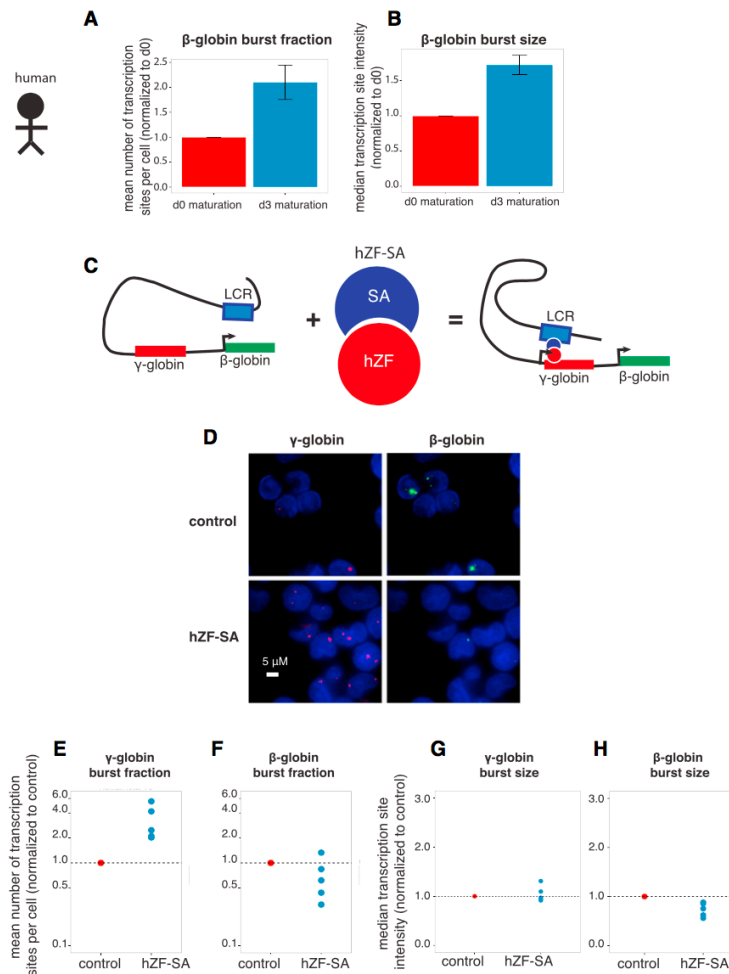 A
B
β-globin burst fraction
β-globin burst size
human
mean number of transcription
sites per cell (normalized to d0)
2.5
2.0
1.5
1.0
0.5
0.0
d0 maturation
d3 maturation
median transcription site intensity
(normalized to d0)
1.5
1.0
0.5
0.0
d0 maturation
d3 maturation
C
hZF-SA
LCR
γ-globin
β-globin
+
SA
hZF
=
LCR
γ-globin
β-globin
D
γ-globin
β-globin
control
hZF-SA
5 μM
E
γ-globin
burst fraction
F
β-globin
burst fraction
G
γ-globin
burst size
H
β-globin
burst size
mean number of transcription
sites per cell (normalized to control)
6.0
4.0
2.0
1.0
0.5
0.1
control
hZF-SA
6.0
4.0
2.0
1.0
0.5
0.1
control
hZF-SA
median transcription site
intensity (normalized to control)
3.0
2.0
1.0
0.0
control
hZF-SA
3.0
2.0
1.0
0.0
control
hZF-SA